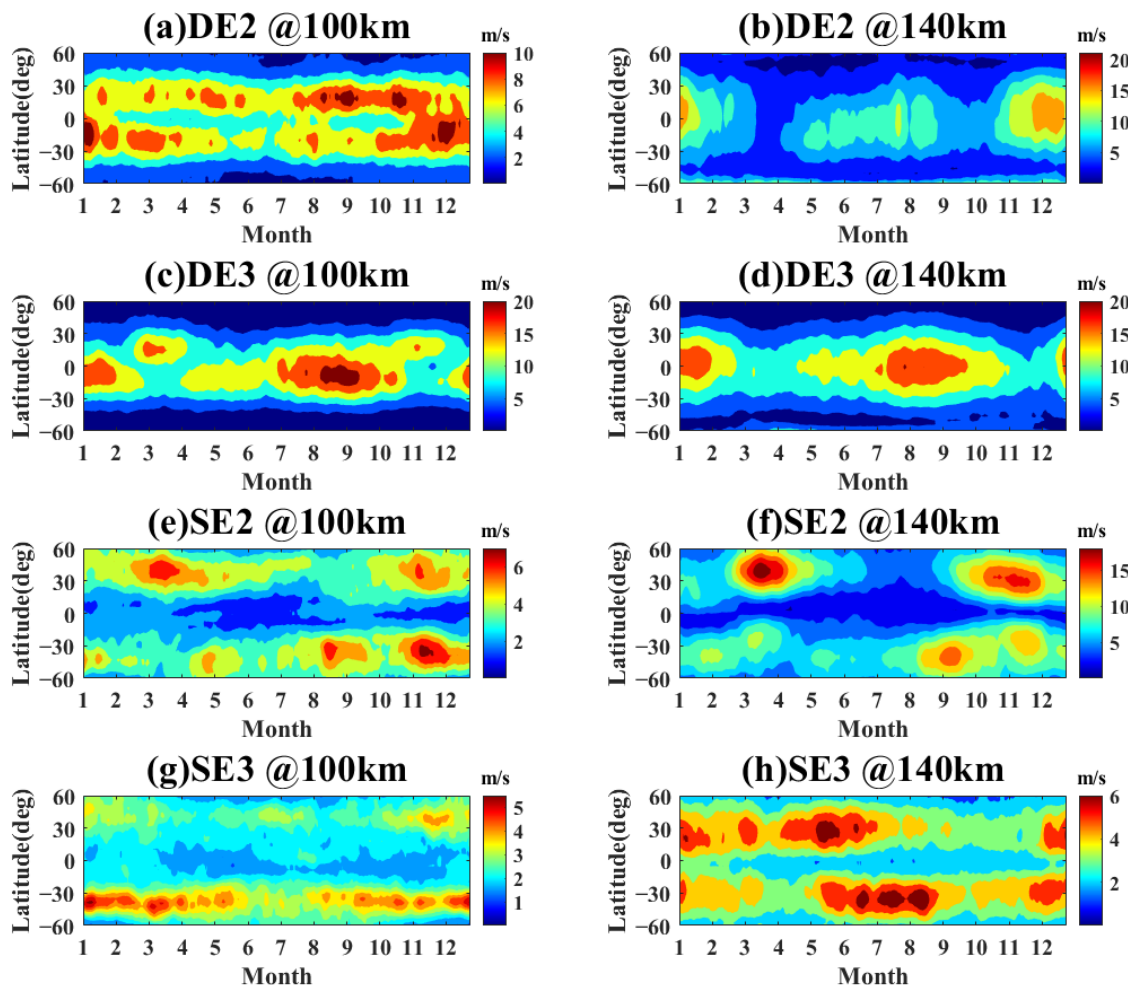 (a)DE2 @100km
m/s
Latitude(deg)
60
30
0
−30
−60
10
8
6
4
2
1 2 3 4 5 6 7 8 9 10 11 12
Month
(b)DE2 @140km
m/s
Latitude(deg)
60
30
0
−30
−60
20
15
10
5
1 2 3 4 5 6 7 8 9 10 11 12
Month
(c)DE3 @100km
m/s
Latitude(deg)
60
30
0
−30
−60
20
15
10
5
1 2 3 4 5 6 7 8 9 10 11 12
Month
(d)DE3 @140km
m/s
Latitude(deg)
60
30
0
−30
−60
20
15
10
5
1 2 3 4 5 6 7 8 9 10 11 12
Month
(e)SE2 @100km
m/s
Latitude(deg)
60
30
0
−30
−60
6
4
2
1 2 3 4 5 6 7 8 9 10 11 12
Month
(f)SE2 @140km
m/s
Latitude(deg)
60
30
0
−30
−60
15
10
5
1 2 3 4 5 6 7 8 9 10 11 12
Month
(g)SE3 @100km
m/s
Latitude(deg)
60
30
0
−30
−60
5
4
3
2
1
1 2 3 4 5 6 7 8 9 10 11 12
Month
(h)SE3 @140km
m/s
Latitude(deg)
60
30
0
−30
−60
6
4
2
1 2 3 4 5 6 7 8 9 10 11 12
Month